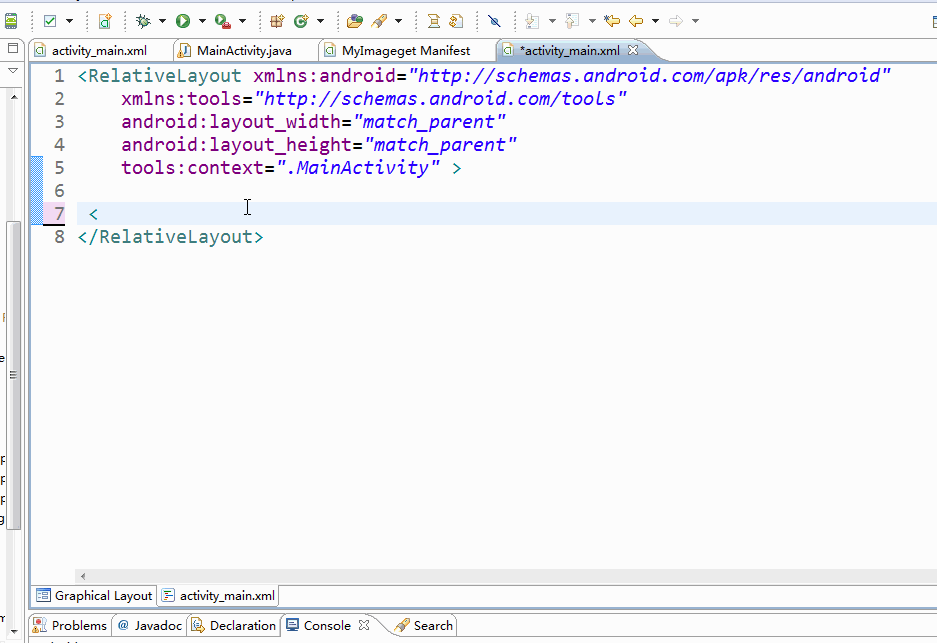 activity_main.xml MainActivity.java MyImageget Manifest *activity_main.xml
1 <RelativeLayout xmlns:android="http://schemas.android.com/apk/res/android"
2 xmlns:tools="http://schemas.android.com/tools"
3 android:layout_width="match_parent"
4 android:layout_height="match_parent"
5 tools:context=".MainActivity" >
6
7 <
8 </RelativeLayout>
Graphical Layout activity_main.xml
Problems @ Javadoc Declaration Console Search